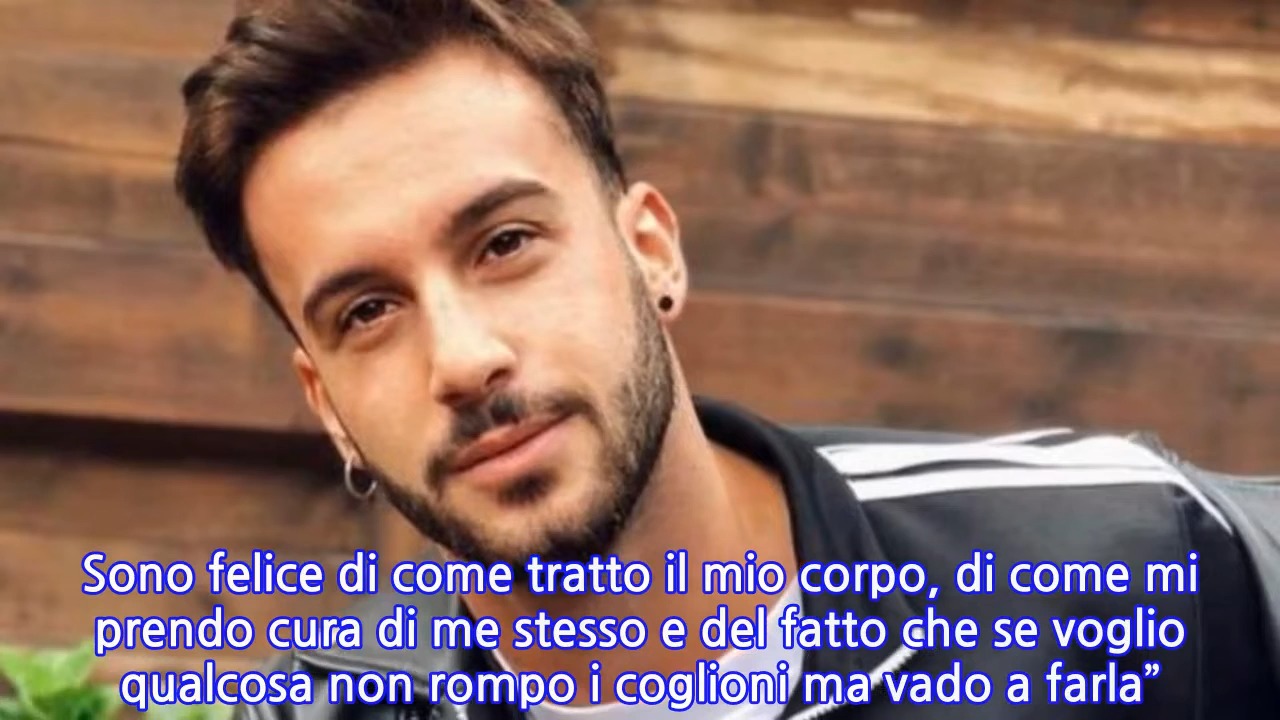 Sono felice di come tratto il mio corpo, di come mi
prendo cura di me stesso e del fatto che se voglio
qualcosa non rompo i coglioni ma vado a farla”